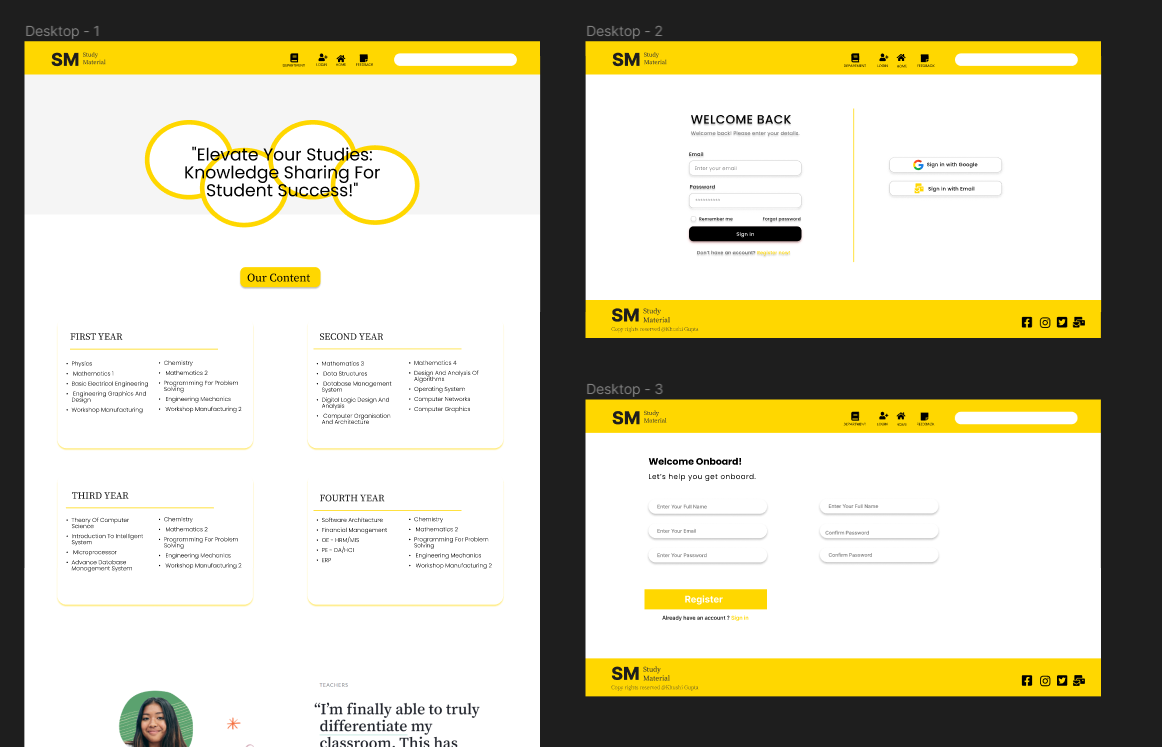 Desktop - 1
SM
Study
Material
DEPARTMENT
LOGIN
HOME
FEEDBACK
"Elevate Your Studies:
Knowledge Sharing For
Student Success!"
Our Content
FIRST YEAR
• Physics
• Mathematics 1
• Basic Electrical Engineering
• Engineering Graphics And
Design
• Workshop Manufacturing
• Chemistry
• Mathematics 2
• Programming For Problem
Solving
• Engineering Mechanics
• Workshop Manufacturing 2
SECOND YEAR
• Mathematics 3
• Data Structures
• Database Management
System
• Digital Logic Design And
Analysis
• Computer Organisation
And Architecture
• Mathematics 4
• Design And Analysis Of
Algorithms
• Operating System
• Computer Networks
• Computer Graphics
THIRD YEAR
• Theory Of Computer
Science
• Introduction To Intelligent
System
• Microprocessor
• Advance Database
Management System
• Chemistry
• Mathematics 2
• Programming For Problem
Solving
• Engineering Mechanics
• Workshop Manufacturing 2
FOURTH YEAR
• Software Architecture
• Financial Management
• OE - HRM/MIS
• PE - DA/HCI
• ERP
• Chemistry
• Mathematics 2
• Programming For Problem
Solving
• Engineering Mechanics
• Workshop Manufacturing 2
TEACHERS
“I’m finally able to truly
differentiate my
classroom. This has
Desktop - 2
SM
Study
Material
DEPARTMENT
LOGIN
HOME
FEEDBACK
WELCOME BACK
Welcome back! Please enter your details.
Email
Enter your email
Password
**********
Remember me
Forgot password
Sign in
Don't have an account? Register now!
Sign in with Google
Sign in with Email
SM
Study
Material
Copy rights reserved @Khushi Gupta
Desktop - 3
SM
Study
Material
DEPARTMENT
LOGIN
HOME
FEEDBACK
Welcome Onboard!
Let's help you get onboard.
Enter Your Full Name
Enter Your Full Name
Enter Your Email
Confirm Password
Enter Your Password
Confirm Password
Register
Already have an account ? Sign in
SM
Study
Material
Copy rights reserved @Khushi Gupta